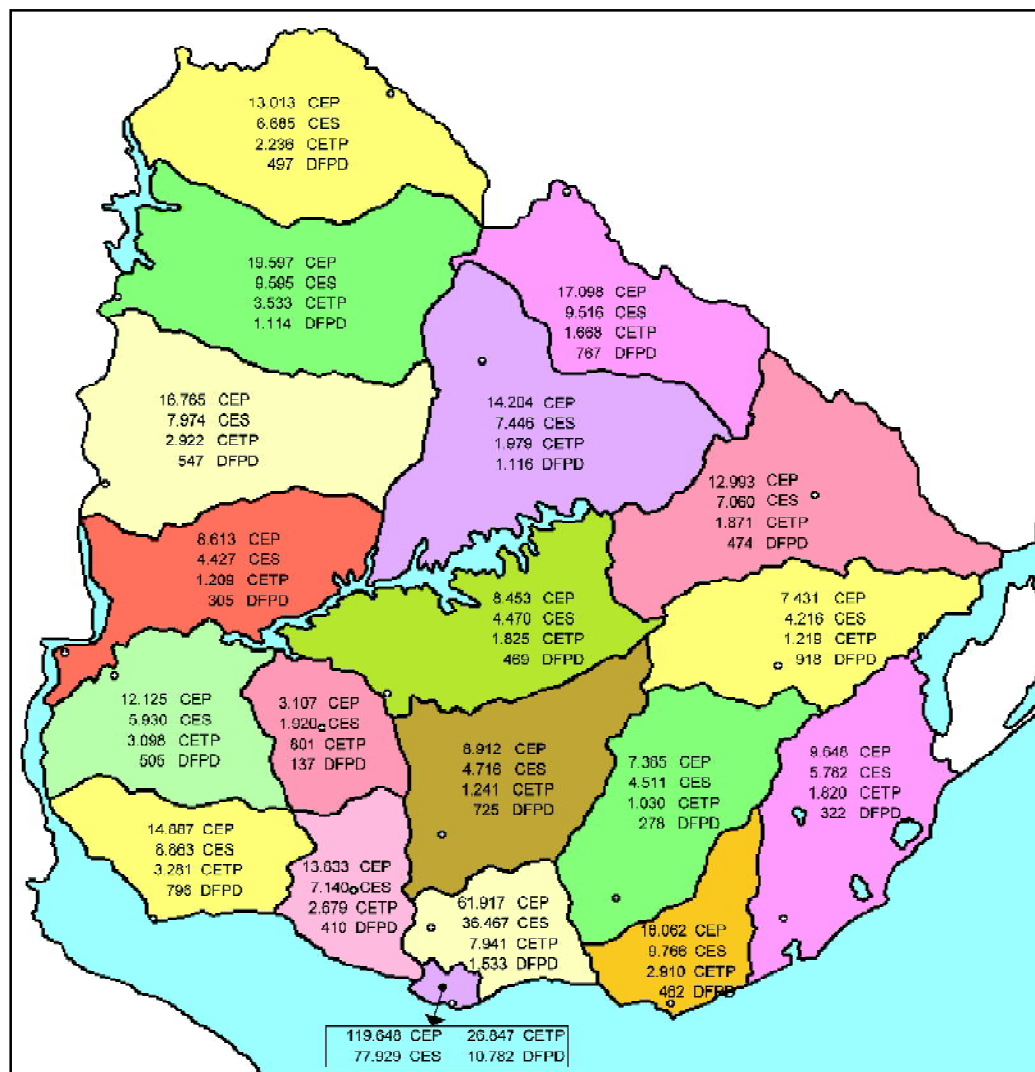 13.013 CEP
6.685 CES
2.236 CETP
497 DFPD
19.597 CEP
9.595 CES
3.533 CETP
1.114 DFPD
17.098 CEP
9.516 CES
1.668 CETP
767 DFPD
16.765 CEP
7.974 CES
2.922 CETP
547 DFPD
14.204 CEP
7.446 CES
1.979 CETP
1.116 DFPD
12.993 CEP
7.060 CES
1.871 CETP
474 DFPD
8.613 CEP
4.427 CES
1.209 CETP
305 DFPD
8.453 CEP
4.470 CES
1.825 CETP
469 DFPD
7.431 CEP
4.216 CES
1.219 CETP
918 DFPD
12.125 CEP
5.930 CES
3.098 CETP
505 DFPD
3.107 CEP
1.920 CES
801 CETP
137 DFPD
8.912 CEP
4.716 CES
1.241 CETP
725 DFPD
7.365 CEP
4.511 CES
1.030 CETP
278 DFPD
9.648 CEP
5.782 CES
1.820 CETP
322 DFPD
14.887 CEP
8.863 CES
3.281 CETP
796 DFPD
13.833 CEP
7.140 CES
2.679 CETP
410 DFPD
61.917 CEP
36.467 CES
7.941 CETP
1.533 DFPD
18.062 CEP
9.766 CES
2.910 CETP
462 DFPD
119.648 CEP 26.847 CETP
77.929 CES 10.782 DFPD